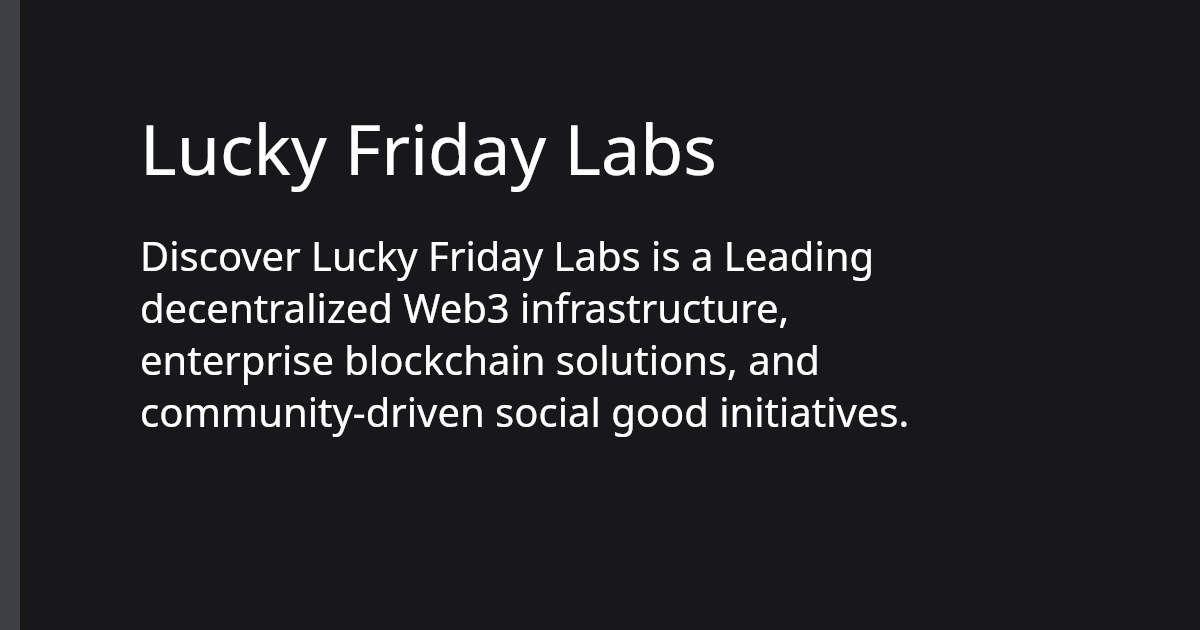 Lucky Friday Labs
Discover Lucky Friday Labs is a Leading
decentralized Web3 infrastructure,
enterprise blockchain solutions, and
community-driven social good initiatives.